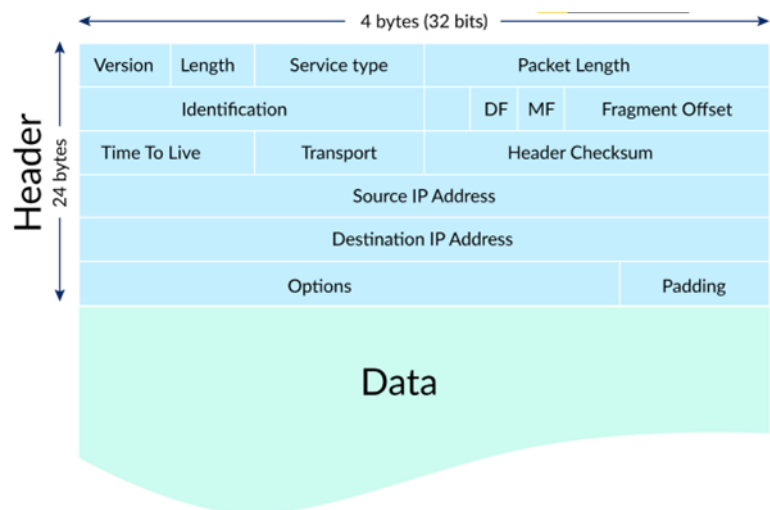 4 bytes (32 bits)
Version Length Service type Packet Length
Identification DF MF Fragment Offset
Time To Live Transport Header Checksum
Source IP Address
Destination IP Address
Options Padding
Header
24 bytes
Data